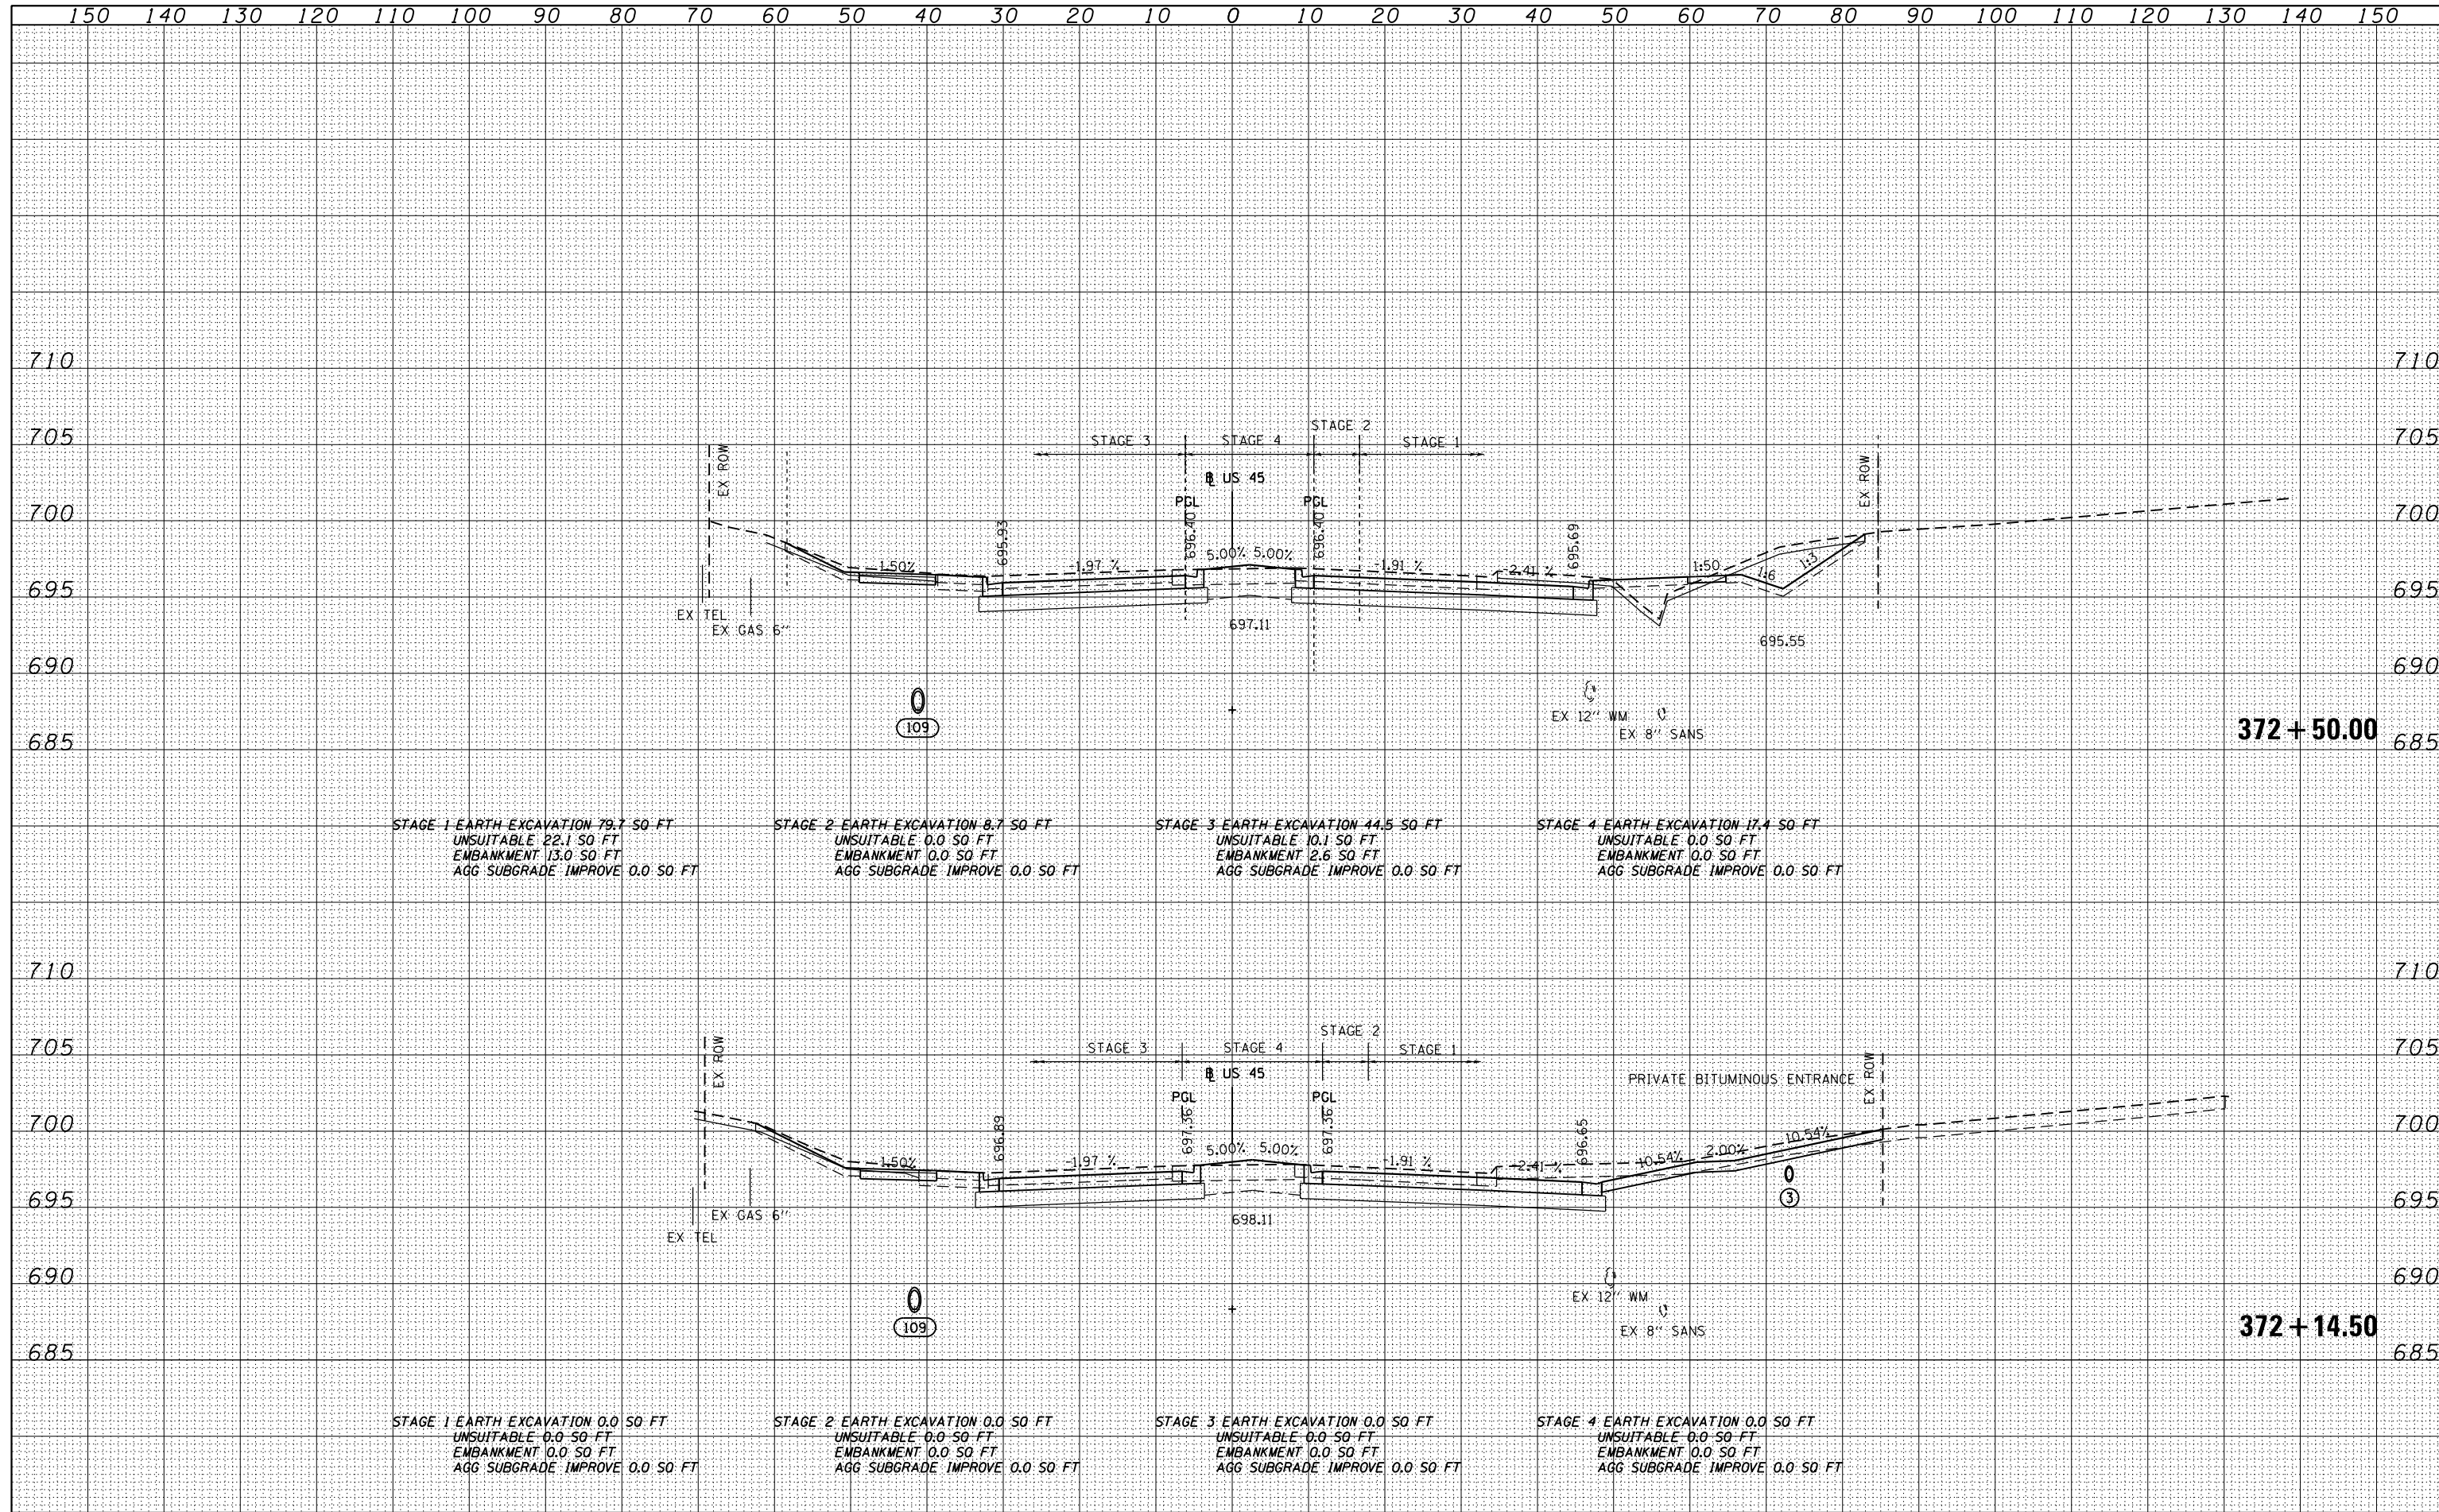 150 140 130 120 110 100 90 80 70 60 50 40 30 20 10 0 10 20 30 40 50 60 70 80 90 100 110 120 130 140 150
710 710
705 705
700 700
695 695
690 690
685 685
STAGE 2
STAGE 3 STAGE 4 STAGE 1
EX ROW
EX ROW
℄ US 45
PGL PGL
695.93
696.40
696.40
695.69
5.00% 5.00%
1.50% -1.97 % -1.91 % -2.41 % 1:50 1:6 1:3
EX TEL
EX GAS 6''
697.11
695.55
109
EX 12'' WM
EX 8'' SANS
372+50.00
STAGE 1 EARTH EXCAVATION 79.7 SQ FT
UNSUITABLE 22.1 SQ FT
EMBANKMENT 13.0 SQ FT
AGG SUBGRADE IMPROVE 0.0 SQ FT
STAGE 2 EARTH EXCAVATION 8.7 SQ FT
UNSUITABLE 0.0 SQ FT
EMBANKMENT 0.0 SQ FT
AGG SUBGRADE IMPROVE 0.0 SQ FT
STAGE 3 EARTH EXCAVATION 44.5 SQ FT
UNSUITABLE 10.1 SQ FT
EMBANKMENT 2.6 SQ FT
AGG SUBGRADE IMPROVE 0.0 SQ FT
STAGE 4 EARTH EXCAVATION 17.4 SQ FT
UNSUITABLE 0.0 SQ FT
EMBANKMENT 0.0 SQ FT
AGG SUBGRADE IMPROVE 0.0 SQ FT
710 710
705 705
700 700
695 695
690 690
685 685
STAGE 2
STAGE 3 STAGE 4 STAGE 1
EX ROW
EX ROW
℄ US 45
PRIVATE BITUMINOUS ENTRANCE
PGL PGL
696.89
697.36
697.36
696.65
5.00% 5.00%
1.50% -1.97 % -1.91 % -2.41 % 10.54% 2.00% 10.54%
3
EX GAS 6''
EX TEL
698.11
109
EX 12'' WM
EX 8'' SANS
372+14.50
STAGE 1 EARTH EXCAVATION 0.0 SQ FT
UNSUITABLE 0.0 SQ FT
EMBANKMENT 0.0 SQ FT
AGG SUBGRADE IMPROVE 0.0 SQ FT
STAGE 2 EARTH EXCAVATION 0.0 SQ FT
UNSUITABLE 0.0 SQ FT
EMBANKMENT 0.0 SQ FT
AGG SUBGRADE IMPROVE 0.0 SQ FT
STAGE 3 EARTH EXCAVATION 0.0 SQ FT
UNSUITABLE 0.0 SQ FT
EMBANKMENT 0.0 SQ FT
AGG SUBGRADE IMPROVE 0.0 SQ FT
STAGE 4 EARTH EXCAVATION 0.0 SQ FT
UNSUITABLE 0.0 SQ FT
EMBANKMENT 0.0 SQ FT
AGG SUBGRADE IMPROVE 0.0 SQ FT